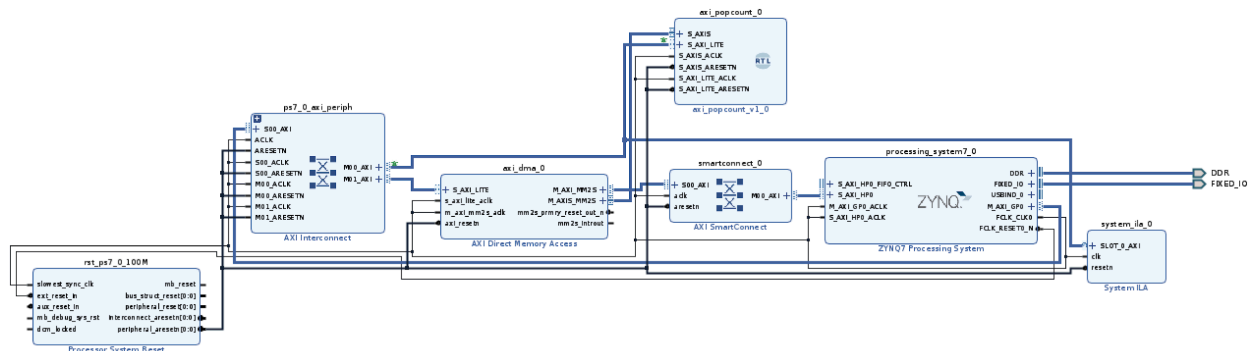 axi_popcount_0
S_AXIS
S_AXI_LITE
S_AXIS_ACLK
S_AXIS_ARESETN
S_AXI_LITE_ACLK
S_AXI_LITE_ARESETN
RTL
axi_popcount_v1_0
ps7_0_axi_periph
S00_AXI
ACLK
ARESETN
S00_ACLK
S00_ARESETN
M00_ACLK
M00_ARESETN
M01_ACLK
M01_ARESETN
M00_AXI
M01_AXI
AXI Interconnect
axi_dma_0
S_AXI_LITE
s_axi_lite_aclk
m_axi_mm2s_aclk
axi_resetn
M_AXI_MM2S
M_AXIS_MM2S
mm2s_prmry_reset_out_n
mm2s_introut
AXI Direct Memory Access
smartconnect_0
S00_AXI
aclk
aresetn
M00_AXI
AXI SmartConnect
processing_system7_0
S_AXI_HP0_FIFO_CTRL
S_AXI_HP0
M_AXI_GP0_ACLK
S_AXI_HP0_ACLK
ZYNQ
DDR
FIXED_IO
USBIND_0
M_AXI_GP0
FCLK_CLK0
FCLK_RESET0_N
ZYNQ7 Processing System
DDR
FIXED_IO
system_ila_0
SLOT_0_AXI
clk
resetn
System ILA
rst_ps7_0_100M
slowest_sync_clk
ext_reset_in
aux_reset_in
mb_debug_sys_rst
dcm_locked
mb_reset
bus_struct_reset[0:0]
peripheral_reset[0:0]
interconnect_aresetn[0:0]
peripheral_aresetn[0:0]
Processor System Reset